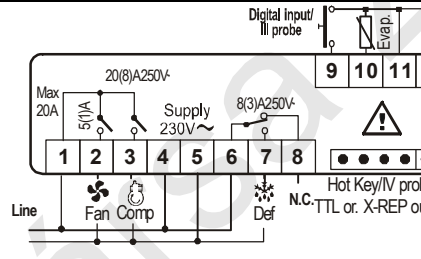 Digital input/
III probe
Evap.
9 10 11
Max
20A
5(1)A
20(8)A250V~
Supply
230V~
8(3)A250V~
1 2 3 4 5 6 7 8
Line
Fan
Comp
Def
N.C.
Hot Key/IV prob
TTL or. X-REP ou